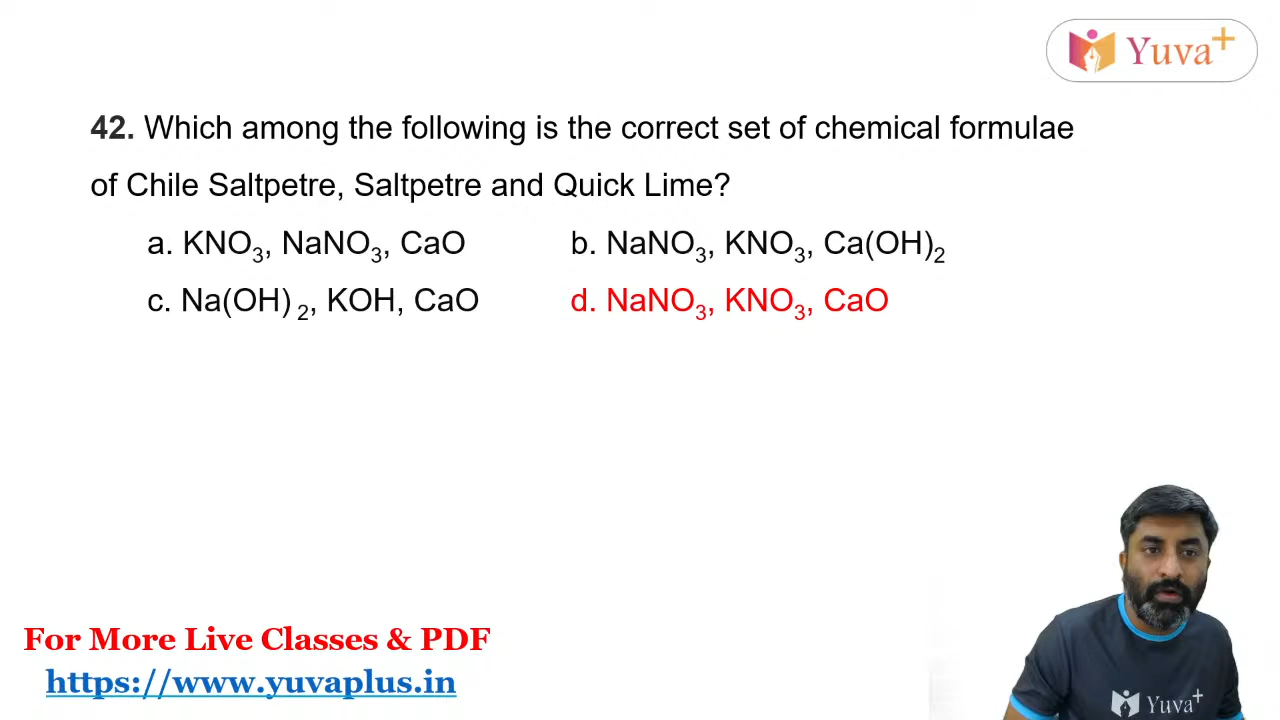 Yuva+
42. Which among the following is the correct set of chemical formulae
of Chile Saltpetre, Saltpetre and Quick Lime?
a. KNO₃, NaNO₃, CaO b. NaNO₃, KNO₃, Ca(OH)₂
c. Na(OH) ₂, KOH, CaO d. NaNO₃, KNO₃, CaO
For More Live Classes & PDF
https://www.yuvaplus.in
Yuva+